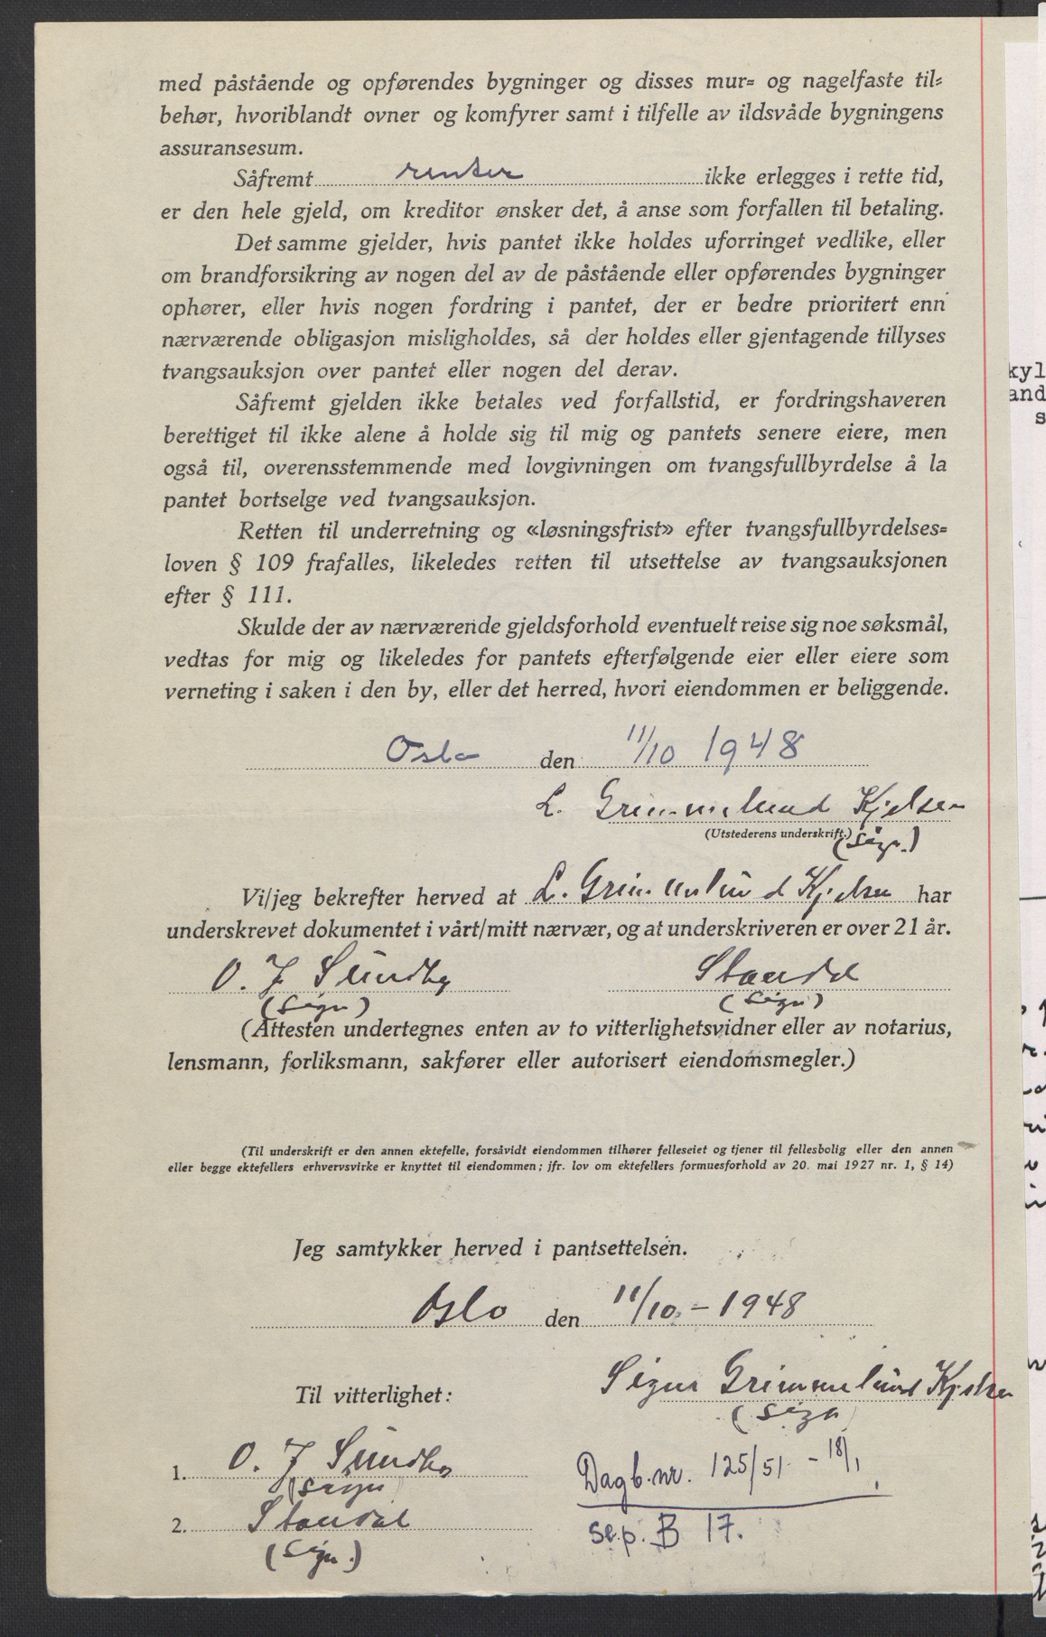 med påstående og opførendes bygninger og disses mur= og nagelfaste til=
behør, hvoriblandt ovner og komfyrer samt i tilfelle av ildsvåde bygningens
assuransesum.
Såfremt renter ikke erlegges i rette tid,
er den hele gjeld, om kreditor ønsker det, å anse som forfallen til betaling.
Det samme gjelder, hvis pantet ikke holdes uforringet vedlike, eller
om brandforsikring av nogen del av de påstående eller opførendes bygninger
ophører, eller hvis nogen fordring i pantet, der er bedre prioritert enn
nærværende obligasjon misligholdes, så der holdes eller gjentagende tillyses
tvangsauksjon over pantet eller nogen del derav.
Såfremt gjelden ikke betales ved forfallstid, er fordringshaveren
berettiget til ikke alene å holde sig til mig og pantets senere eiere, men
også til, overensstemmende med lovgivningen om tvangsfullbyrdelse å la
pantet bortselge ved tvangsauksjon.
Retten til underretning og «løsningsfrist» efter tvangsfullbyrdelses=
loven § 109 frafalles, likeledes retten til utsettelse av tvangsauksjonen
efter § 111.
Skulde der av nærværende gjeldsforhold eventuelt reise sig noe søksmål,
vedtas for mig og likeledes for pantets efterfølgende eier eller eiere som
verneting i saken i den by, eller det herred, hvori eiendommen er beliggende.
Oslo den 11/10 1948
L. Grimmelund Kjelsen
(Utstederens underskrift.) (sign.)
Vi/jeg bekrefter herved at L. Grimmelund Kjelsen har
underskrevet dokumentet i vårt/mitt nærvær, og at underskriveren er over 21 år.
O. J. Sundby Standal
(sign) (sign)
(Attesten undertegnes enten av to vitterlighetsvidner eller av notarius,
lensmann, forliksmann, sakfører eller autorisert eiendomsmegler.)
(Til underskrift er den annen ektefelle, forsåvidt eiendommen tilhører felleseiet og tjener til fellesbolig eller den annen
eller begge ektefellers erhvervsvirke er knyttet til eiendommen; jfr. lov om ektefellers formuesforhold av 20. mai 1927 nr. 1, § 14)
Jeg samtykker herved i pantsettelsen.
Oslo den 11/10 - 1948
Signe Grimmelund Kjelsen
Til vitterlighet: (sign)
1. O. J. Sundby
(sign)
Dagb.nr. 125/51 - 18/1
2. Standal
(sign.)
sep. B 17.
kyl
and
s